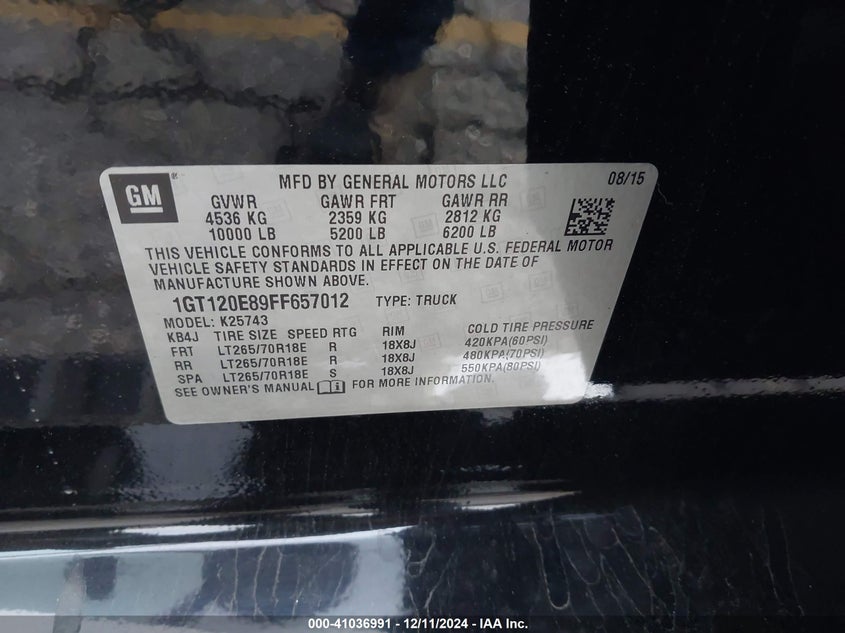 GM
MFD BY GENERAL MOTORS LLC 08/15
GVWR GAWR FRT GAWR RR
4536 KG 2359 KG 2812 KG
10000 LB 5200 LB 6200 LB
THIS VEHICLE CONFORMS TO ALL APPLICABLE U.S. FEDERAL MOTOR
VEHICLE SAFETY STANDARDS IN EFFECT ON THE DATE OF
MANUFACTURE SHOWN ABOVE.
1GT120E89FF657012 TYPE: TRUCK
MODEL: K25743
KB4J TIRE SIZE SPEED RTG RIM COLD TIRE PRESSURE
FRT LT265/70R18E R 18X8J 420KPA(60PSI)
RR LT265/70R18E R 18X8J 480KPA(70PSI)
SPA LT265/70R18E S 18X8J 550KPA(80PSI)
SEE OWNER'S MANUAL FOR MORE INFORMATION.
000-41036991 - 12/11/2024 - IAA Inc.